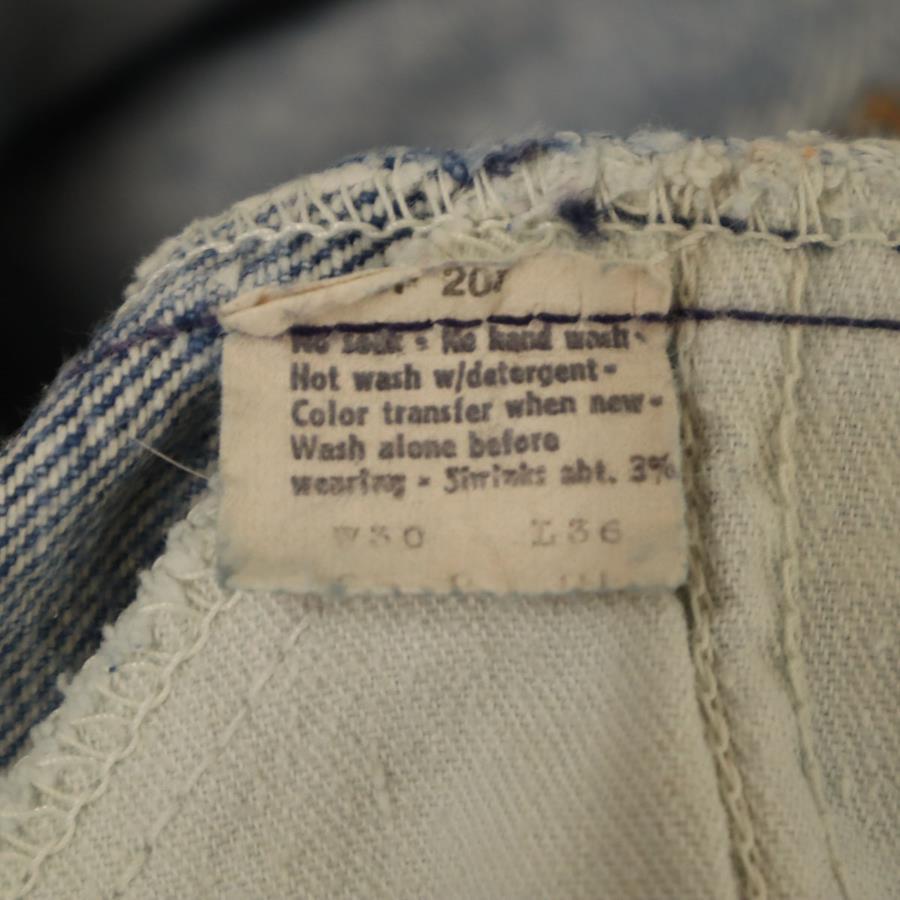 No soak - No hand wash -
Hot wash w/detergent -
Color transfer when new -
Wash alone before
wearing - Shrinks abt. 3%
W30 L36